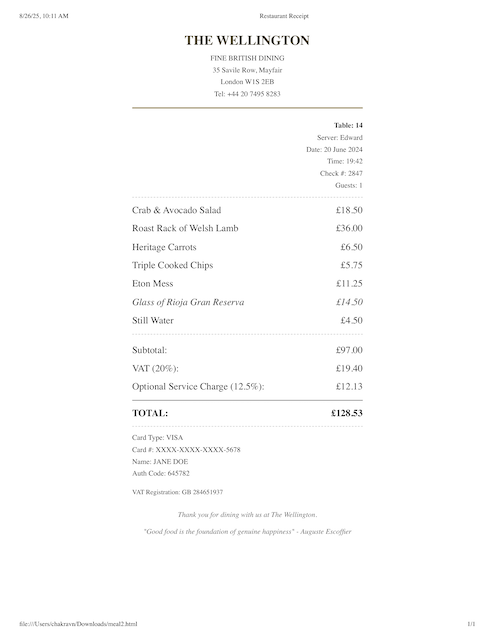 8/26/25, 10:11 AM Restaurant Receipt
THE WELLINGTON
FINE BRITISH DINING
35 Savile Row, Mayfair
London W1S 2EB
Tel: +44 20 7495 8283
Table: 14
Server: Edward
Date: 20 June 2024
Time: 19:42
Check #: 2847
Guests: 1
Crab & Avocado Salad £18.50
Roast Rack of Welsh Lamb £36.00
Heritage Carrots £6.50
Triple Cooked Chips £5.75
Eton Mess £11.25
Glass of Rioja Gran Reserva £14.50
Still Water £4.50
Subtotal: £97.00
VAT (20%): £19.40
Optional Service Charge (12.5%): £12.13
TOTAL: £128.53
Card Type: VISA
Card #: XXXX-XXXX-XXXX-5678
Name: JANE DOE
Auth Code: 645782
VAT Registration: GB 284651937
Thank you for dining with us at The Wellington.
"Good food is the foundation of genuine happiness" - Auguste Escoffier
file:///Users/chakravn/Downloads/meal2.html 1/1